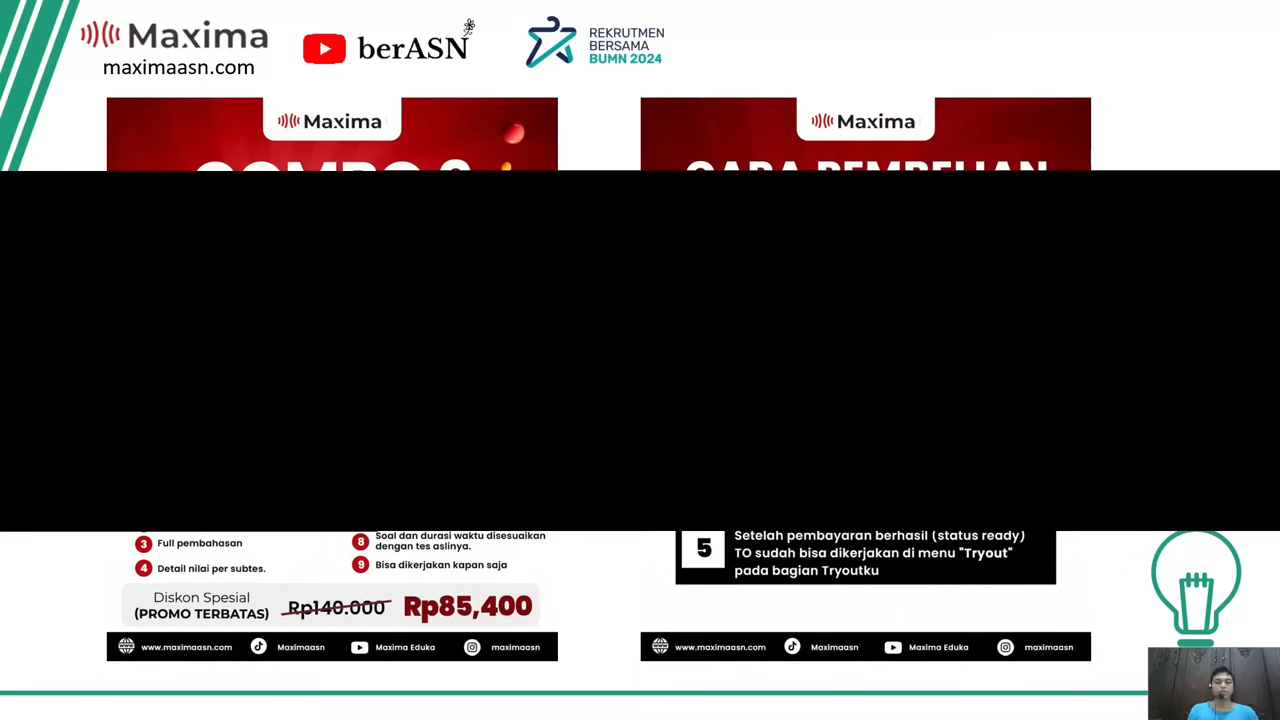 Maxima
maximaasn.com
berASN
REKRUTMEN
BERSAMA
BUMN 2024
Maxima
3 Full pembahasan
4 Detail nilai per subtes.
8 Soal dan durasi waktu disesuaikan
dengan tes aslinya.
9 Bisa dikerjakan kapan saja
Diskon Spesial
(PROMO TERBATAS)
Rp140.000
Rp85,400
www.maximaasn.com
Maximaasn
Maxima Eduka
maximaasn
Maxima
CARA PEMBELIAN
5
Setelah pembayaran berhasil (status ready)
TO sudah bisa dikerjakan di menu "Tryout"
pada bagian Tryoutku
www.maximaasn.com
Maximaasn
Maxima Eduka
maximaasn